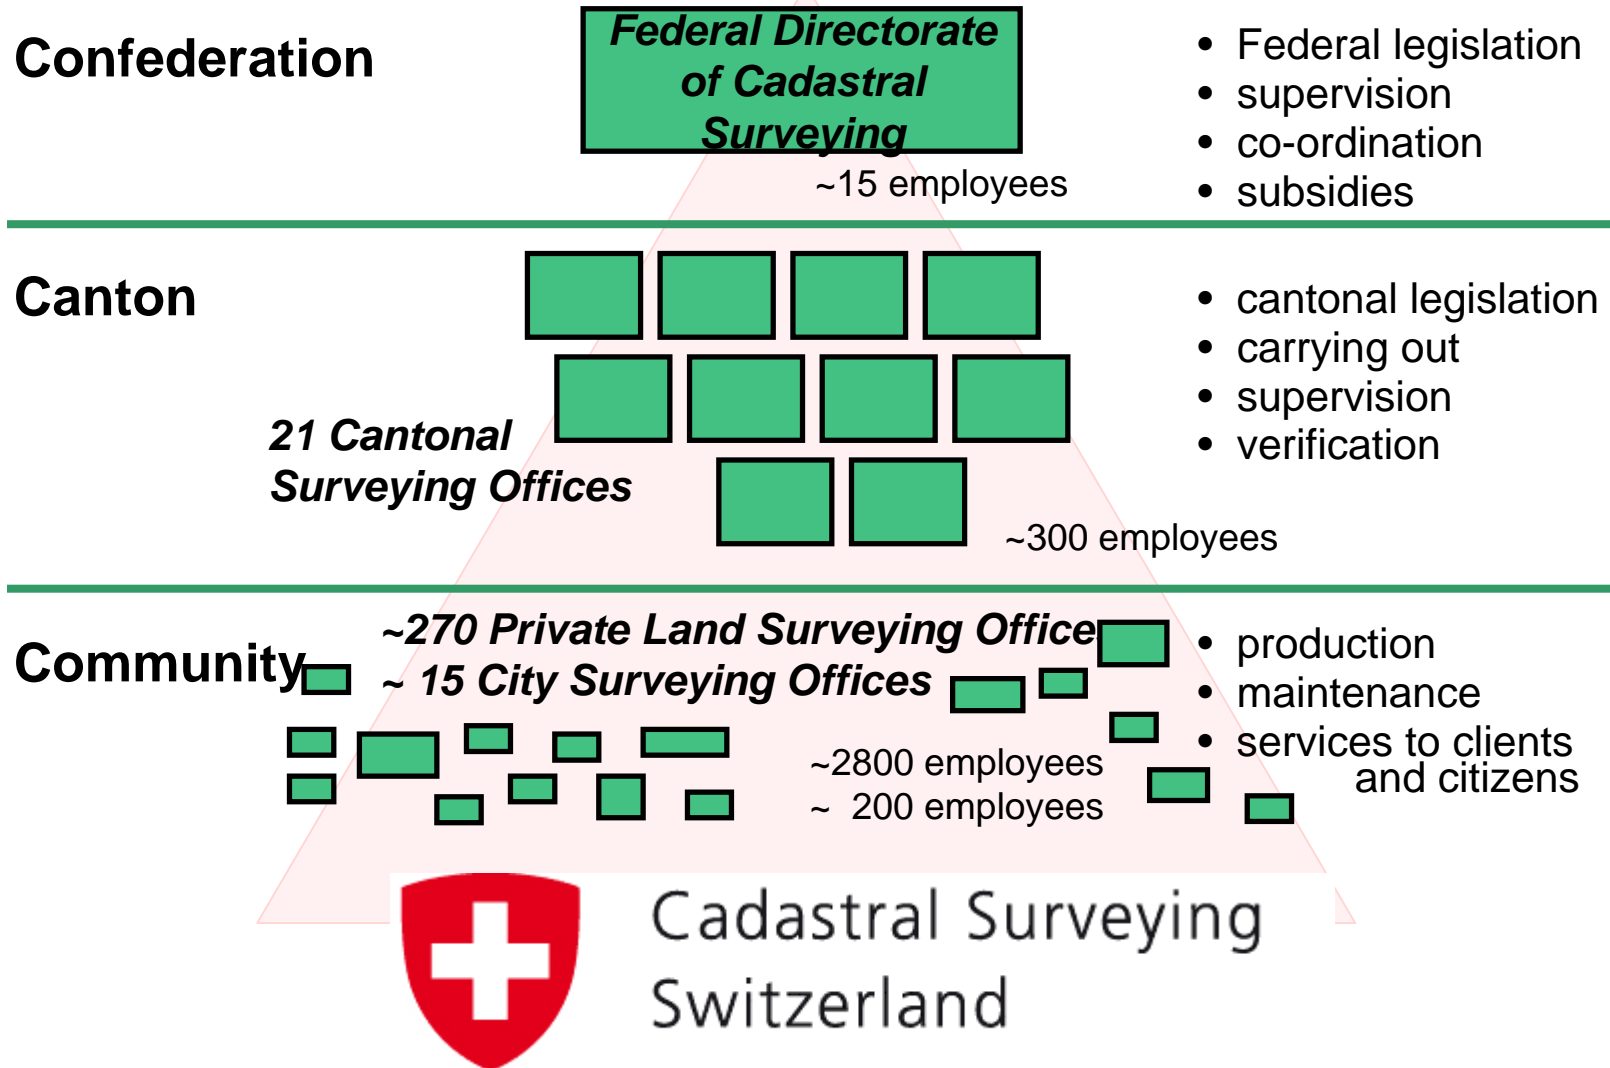 Confederation
Federal Directorate
of Cadastral
Surveying
~15 employees
• Federal legislation
• supervision
• co-ordination
• subsidies
Canton
21 Cantonal
Surveying Offices
~300 employees
• cantonal legislation
• carrying out
• supervision
• verification
Community
~270 Private Land Surveying Office
~ 15 City Surveying Offices
~2800 employees
~ 200 employees
• production
• maintenance
• services to clients
and citizens
Cadastral Surveying
Switzerland